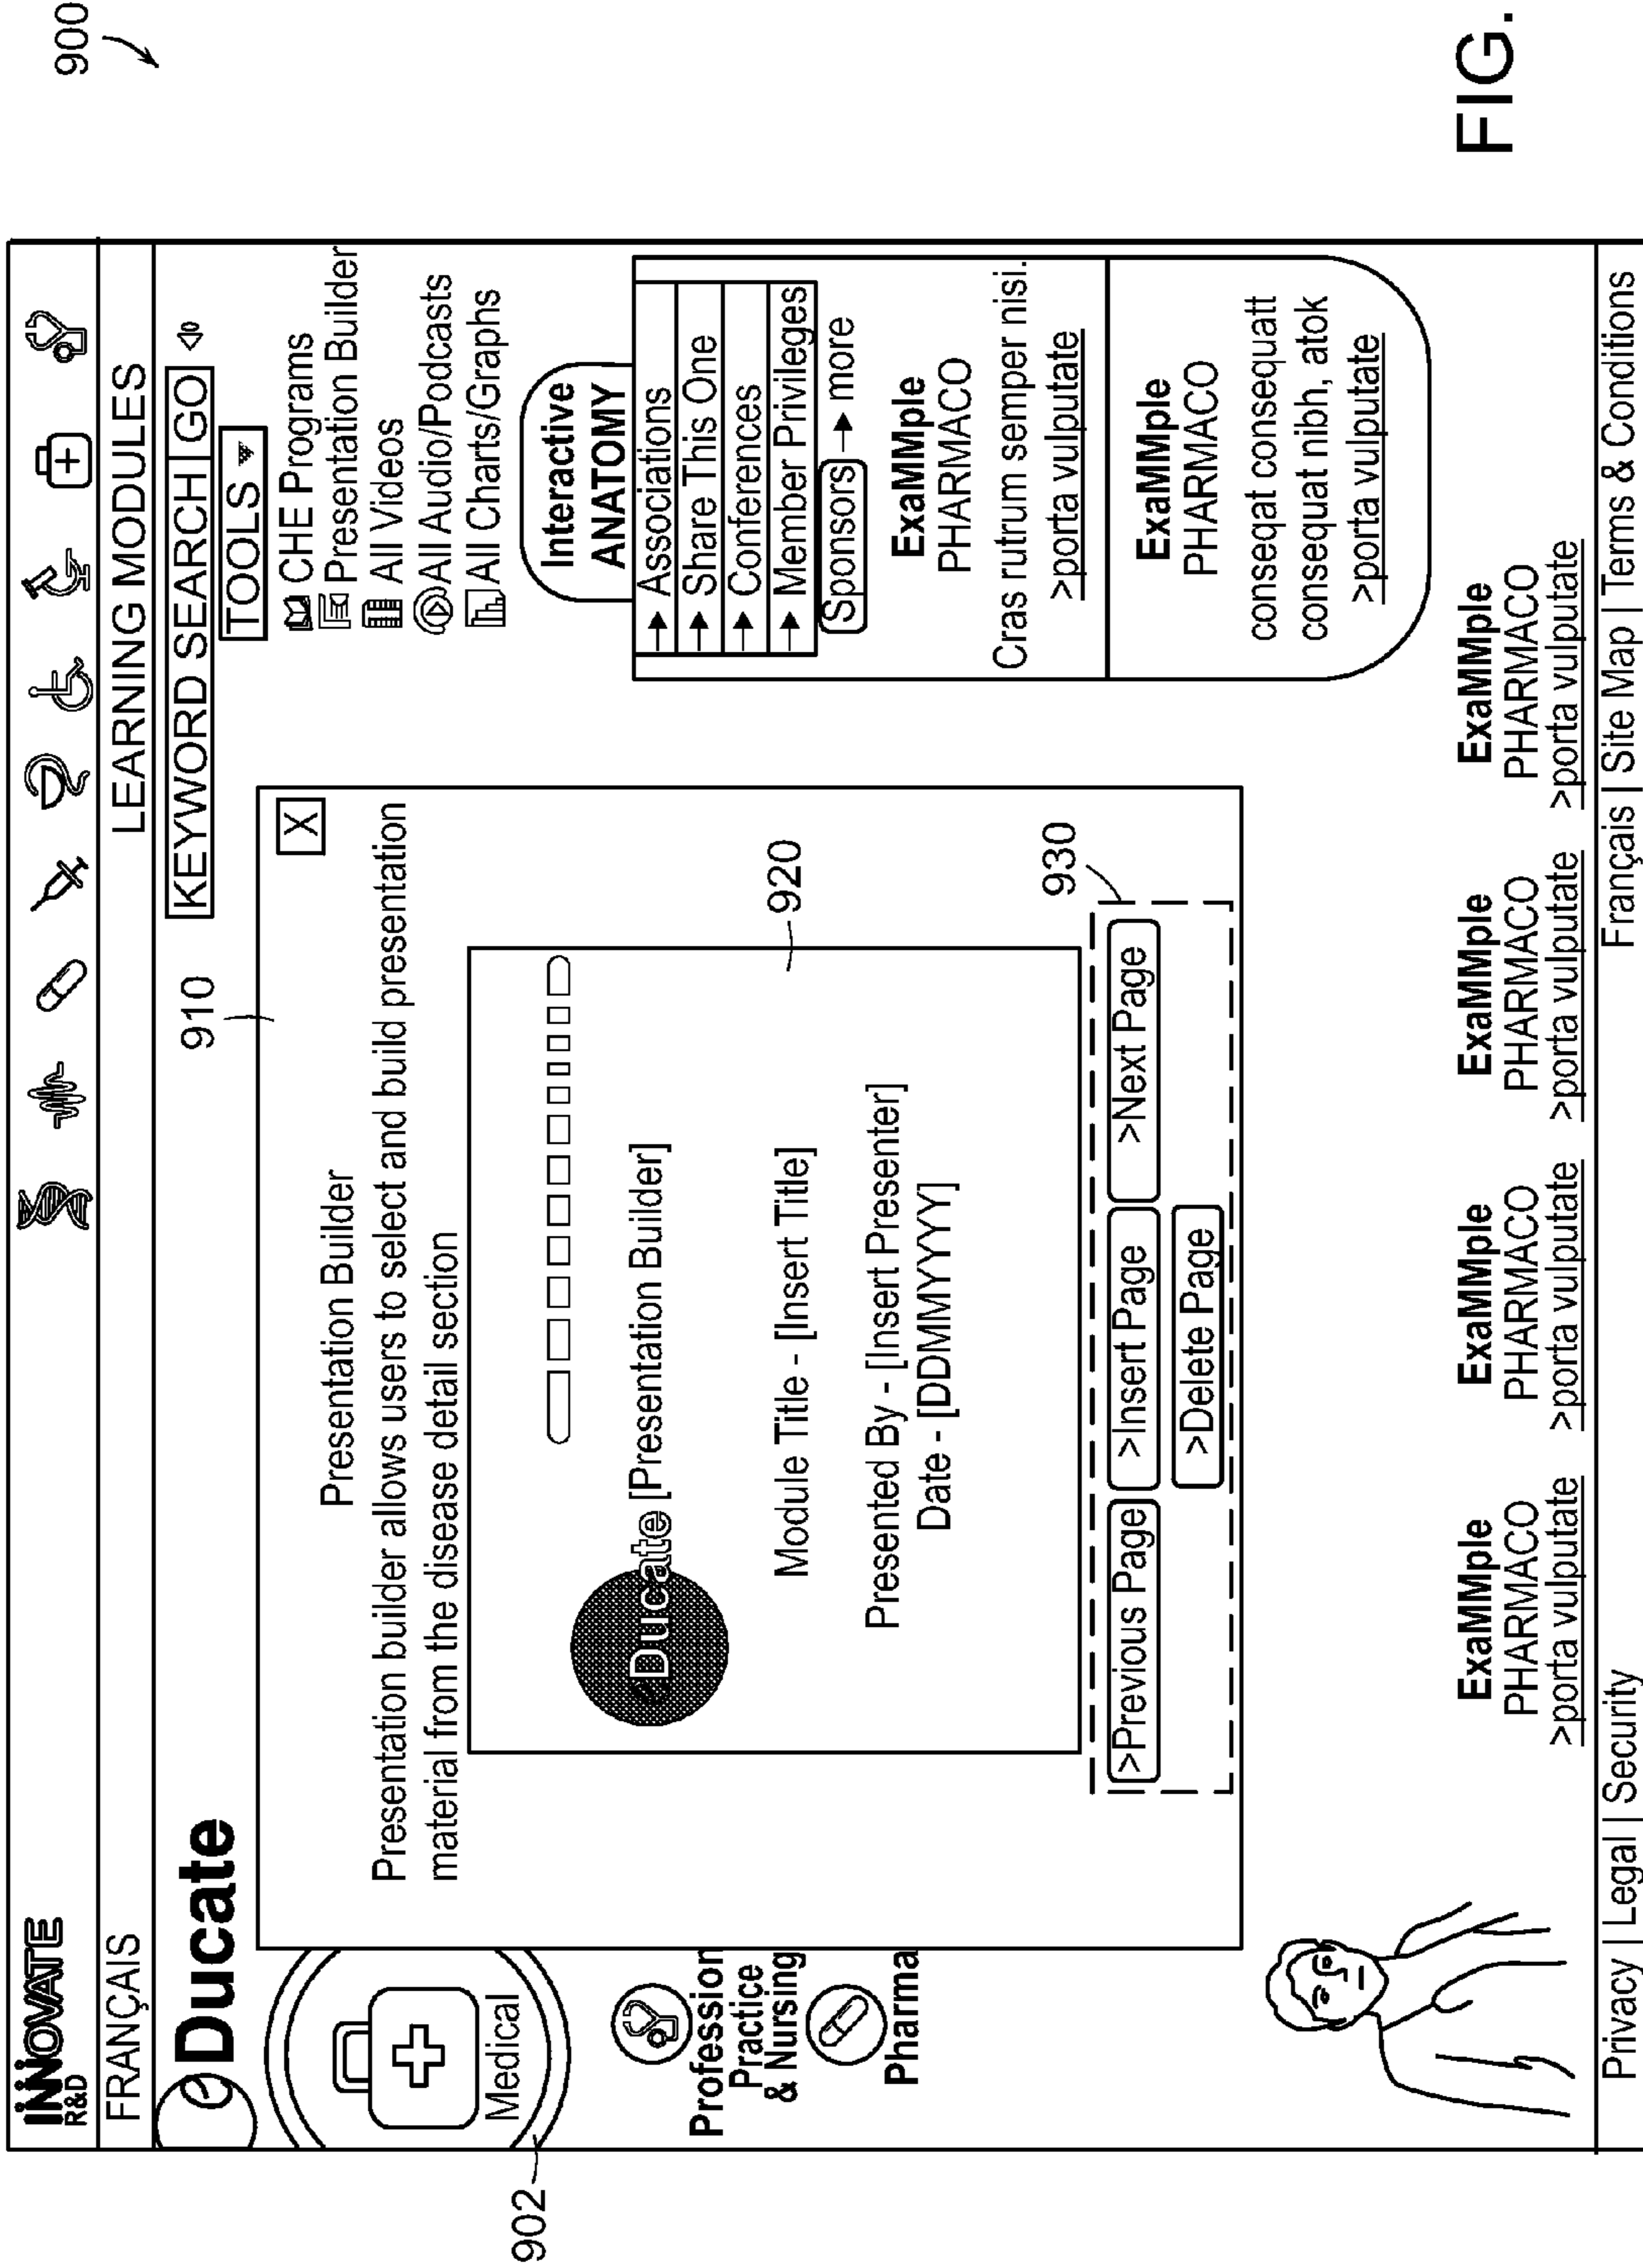 900
iNNOVATE
R&D
FRANÇAIS
LEARNING MODULES
eDucate
KEYWORD SEARCH GO
TOOLS
CHE Programs
Presentation Builder
All Videos
All Audio/Podcasts
All Charts/Graphs
Interactive
ANATOMY
Associations
Share This One
Conferences
Member Privileges
Sponsors more
ExaMMple
PHARMACO
Cras rutrum semper nisi.
>porta vulputate
ExaMMple
PHARMACO
conseqat consequatt
consequat nibh, atok
>porta vulputate
902
Medical
Profession
Practice
& Nursing
Pharma
910
X
Presentation Builder
Presentation builder allows users to select and build presentation
material from the disease detail section
920
eDucate [Presentation Builder]
Module Title - [Insert Title]
Presented By - [Insert Presenter]
Date - [DDMMYYYY]
930
>Previous Page >Insert Page >Next Page
>Delete Page
ExaMMple
PHARMACO
>porta vulputate
ExaMMple
PHARMACO
>porta vulputate
ExaMMple
PHARMACO
>porta vulputate
ExaMMple
PHARMACO
>porta vulputate
Privacy | Legal | Security
Français | Site Map | Terms & Conditions
FIG.